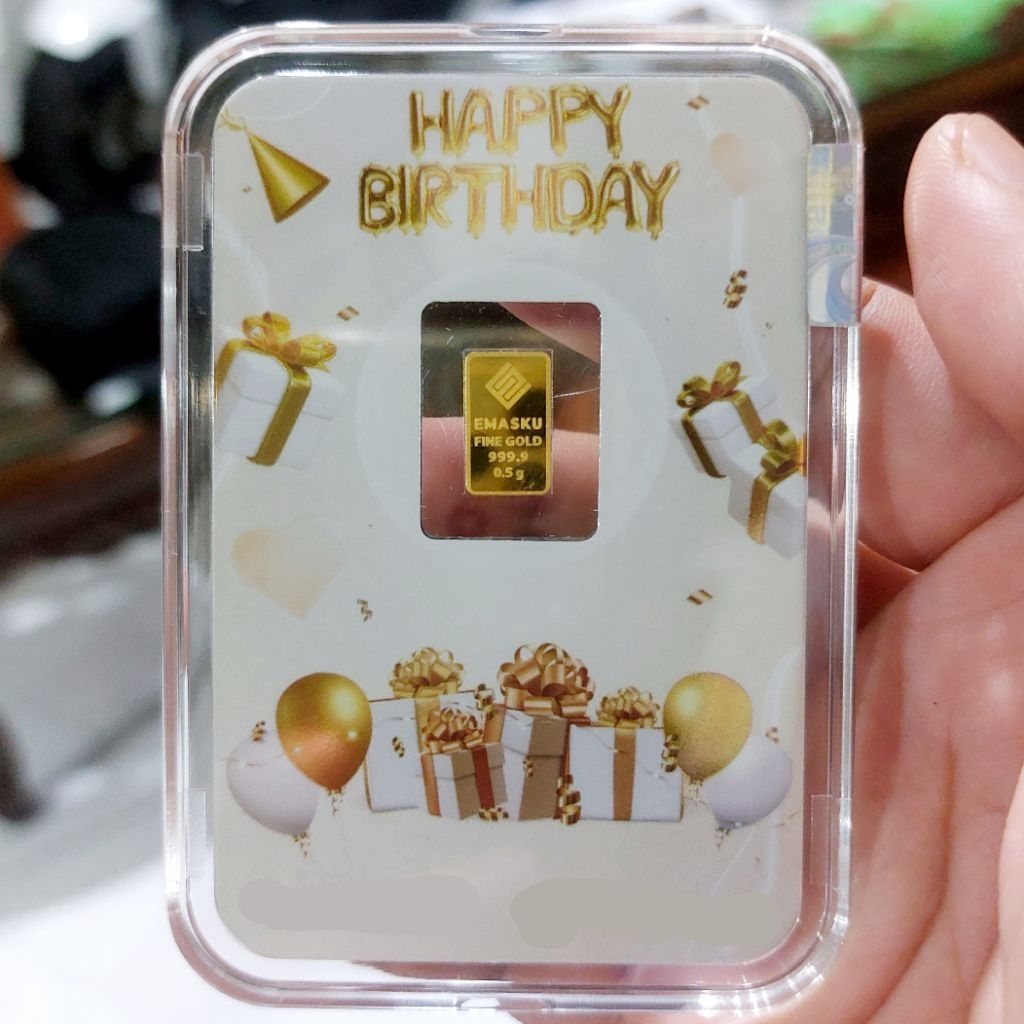 HAPPY
BIRTHDAY
EMASKU
FINE GOLD
999.9
0.5 g